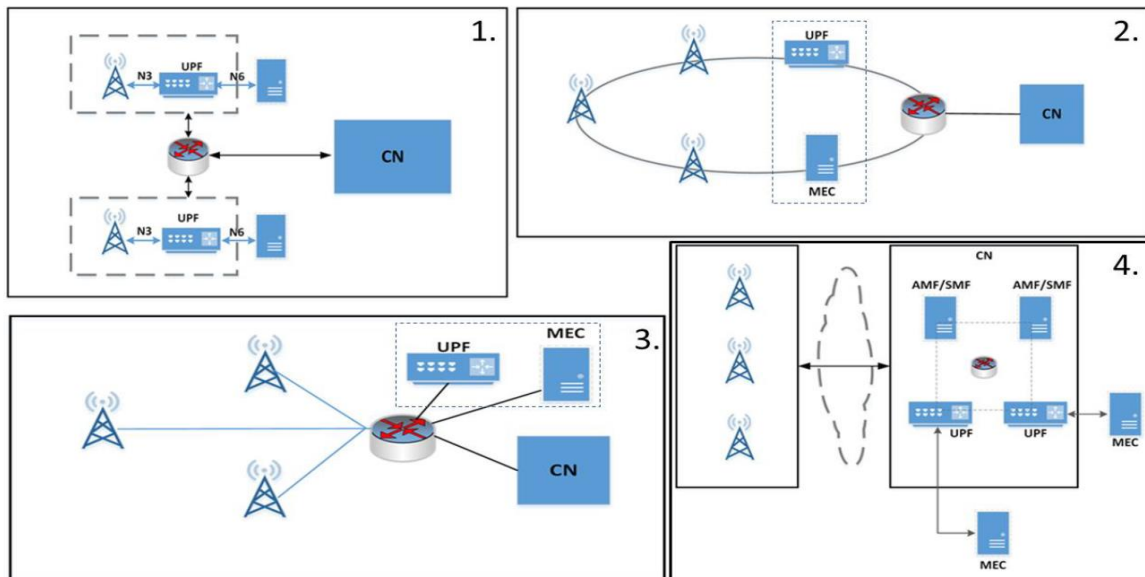 1.
UPF
N3
N6
CN
UPF
N3
N6
2.
UPF
CN
MEC
3.
MEC
UPF
CN
4.
CN
AMF/SMF
AMF/SMF
UPF
UPF
MEC
MEC